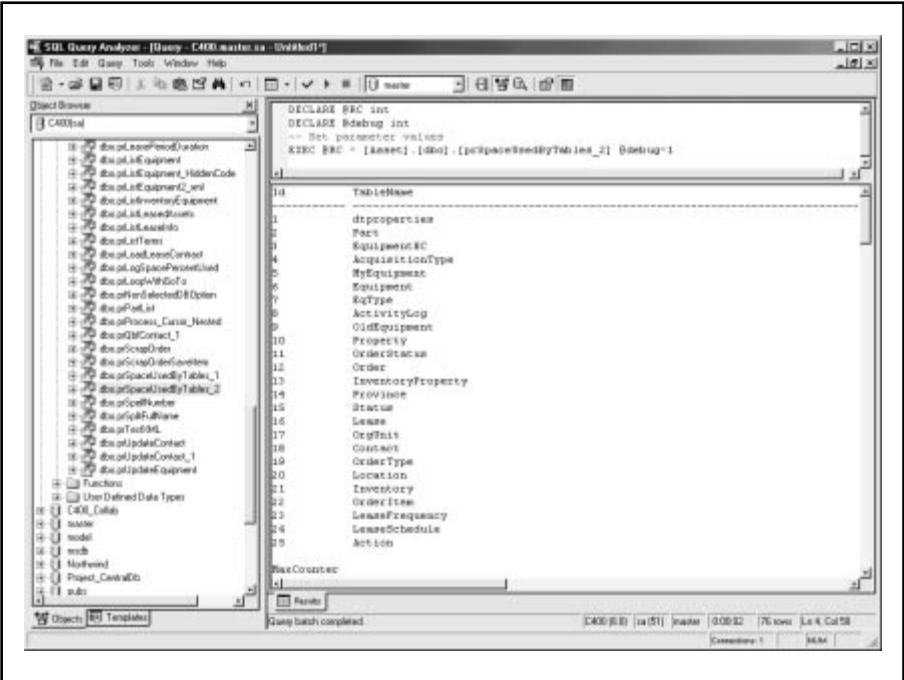 SQL Query Analyzer - [Query - C400.master.sa - Untitled1*]
File Edit Query Tools Window Help
master
Object Browser
C400(sa)
dbo.prLeasePeriodDuration
dbo.prListEquipment
dbo.prListEquipment_HiddenCode
dbo.prListEquipment2_xml
dbo.prListInventoryEquipment
dbo.prListLeasedAssets
dbo.prListLeaseInfo
dbo.prListTerms
dbo.prLoadLeaseContract
dbo.prLogSpacePercentUsed
dbo.prLoopWithGoTo
dbo.prNonSelectedDBOption
dbo.prPartList
dbo.prProcess_Cursor_Nested
dbo.prQbfContact_1
dbo.prScrapOrder
dbo.prScrapOrderSaveItem
dbo.prSpaceUsedByTables_1
dbo.prSpaceUsedByTables_2
dbo.prSpellNumber
dbo.prSplitFullName
dbo.prTestXML
dbo.prUpdateContact
dbo.prUpdateContact_1
dbo.prUpdateEquipment
Functions
User Defined Data Types
C400_Collab
master
model
msdb
Northwind
Project_CentralDb
pubs
Objects Templates
DECLARE @RC int
DECLARE @debug int
-- Set parameter values
EXEC @RC = [Asset].[dbo].[prSpaceUsedByTables_2] @debug=1
Id TableName
----------- ----------------------------------------
1 dtproperties
2 Part
3 EquipmentBC
4 AcquisitionType
5 MyEquipment
6 Equipment
7 EqType
8 ActivityLog
9 OldEquipment
10 Property
11 OrderStatus
12 Order
13 InventoryProperty
14 Province
15 Status
16 Lease
17 OrgUnit
18 Contact
19 OrderType
20 Location
21 Inventory
22 OrderItem
23 LeaseFrequency
24 LeaseSchedule
25 Action
MaxCounter
Results
Query batch completed. C400 (8.0) sa (51) master 0:00:02 76 rows Ln 4, Col 58
Connections: 1 NUM